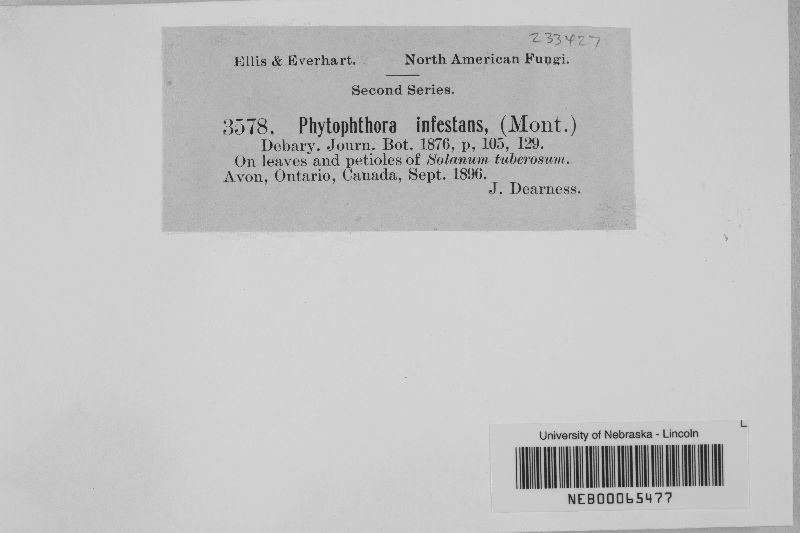 233427
Ellis & Everhart. North American Fungi.
Second Series.
3578. Phytophthora infestans, (Mont.)
Debary. Journ. Bot. 1876, p, 105, 129.
On leaves and petioles of Solanum tuberosum.
Avon, Ontario, Canada, Sept. 1896.
J. Dearness.
University of Nebraska - Lincoln
NEB00065477